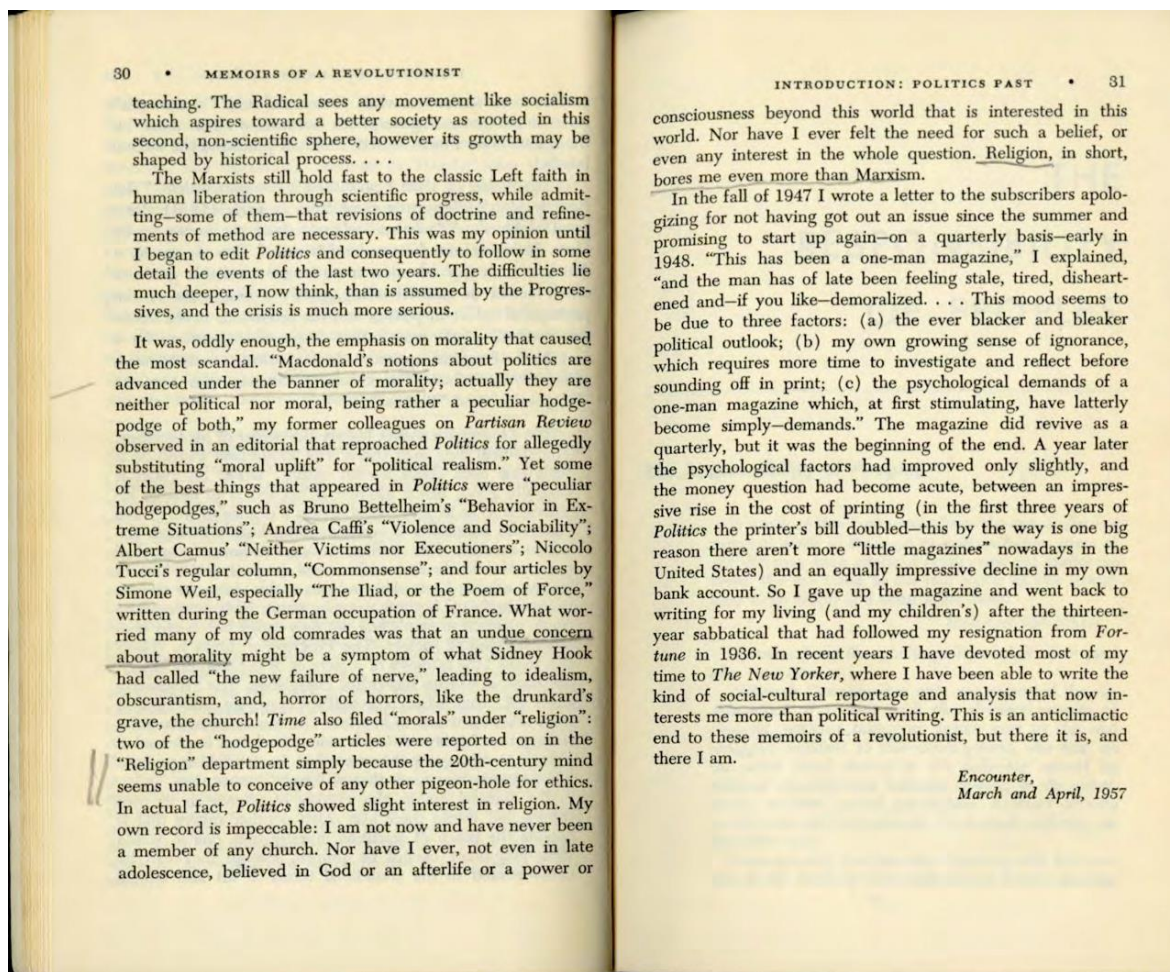 30 • MEMOIRS OF A REVOLUTIONIST
teaching. The Radical sees any movement like socialism
which aspires toward a better society as rooted in this
second, non-scientific sphere, however its growth may be
shaped by historical process. . . .
The Marxists still hold fast to the classic Left faith in
human liberation through scientific progress, while admit-
ting—some of them—that revisions of doctrine and refine-
ments of method are necessary. This was my opinion until
I began to edit Politics and consequently to follow in some
detail the events of the last two years. The difficulties lie
much deeper, I now think, than is assumed by the Progres-
sives, and the crisis is much more serious.
It was, oddly enough, the emphasis on morality that caused
the most scandal. “Macdonald’s notions about politics are
advanced under the banner of morality; actually they are
neither political nor moral, being rather a peculiar hodge-
podge of both,” my former colleagues on Partisan Review
observed in an editorial that reproached Politics for allegedly
substituting “moral uplift” for “political realism.” Yet some
of the best things that appeared in Politics were “peculiar
hodgepodges,” such as Bruno Bettelheim’s “Behavior in Ex-
treme Situations”; Andrea Caffi’s “Violence and Sociability”;
Albert Camus’ “Neither Victims nor Executioners”; Niccolo
Tucci’s regular column, “Commonsense”; and four articles by
Simone Weil, especially “The Iliad, or the Poem of Force,”
written during the German occupation of France. What wor-
ried many of my old comrades was that an undue concern
about morality might be a symptom of what Sidney Hook
had called “the new failure of nerve,” leading to idealism,
obscurantism, and, horror of horrors, like the drunkard’s
grave, the church! Time also filed “morals” under “religion”:
two of the “hodgepodge” articles were reported on in the
“Religion” department simply because the 20th-century mind
seems unable to conceive of any other pigeon-hole for ethics.
In actual fact, Politics showed slight interest in religion. My
own record is impeccable: I am not now and have never been
a member of any church. Nor have I ever, not even in late
adolescence, believed in God or an afterlife or a power or
INTRODUCTION: POLITICS PAST • 31
consciousness beyond this world that is interested in this
world. Nor have I ever felt the need for such a belief, or
even any interest in the whole question. Religion, in short,
bores me even more than Marxism.
In the fall of 1947 I wrote a letter to the subscribers apolo-
gizing for not having got out an issue since the summer and
promising to start up again—on a quarterly basis—early in
1948. “This has been a one-man magazine,” I explained,
“and the man has of late been feeling stale, tired, disheart-
ened and—if you like—demoralized. . . . This mood seems to
be due to three factors: (a) the ever blacker and bleaker
political outlook; (b) my own growing sense of ignorance,
which requires more time to investigate and reflect before
sounding off in print; (c) the psychological demands of a
one-man magazine which, at first stimulating, have latterly
become simply—demands.” The magazine did revive as a
quarterly, but it was the beginning of the end. A year later
the psychological factors had improved only slightly, and
the money question had become acute, between an impres-
sive rise in the cost of printing (in the first three years of
Politics the printer’s bill doubled—this by the way is one big
reason there aren’t more “little magazines” nowadays in the
United States) and an equally impressive decline in my own
bank account. So I gave up the magazine and went back to
writing for my living (and my children’s) after the thirteen-
year sabbatical that had followed my resignation from For-
tune in 1936. In recent years I have devoted most of my
time to The New Yorker, where I have been able to write the
kind of social-cultural reportage and analysis that now in-
terests me more than political writing. This is an anticlimactic
end to these memoirs of a revolutionist, but there it is, and
there I am.
Encounter,
March and April, 1957